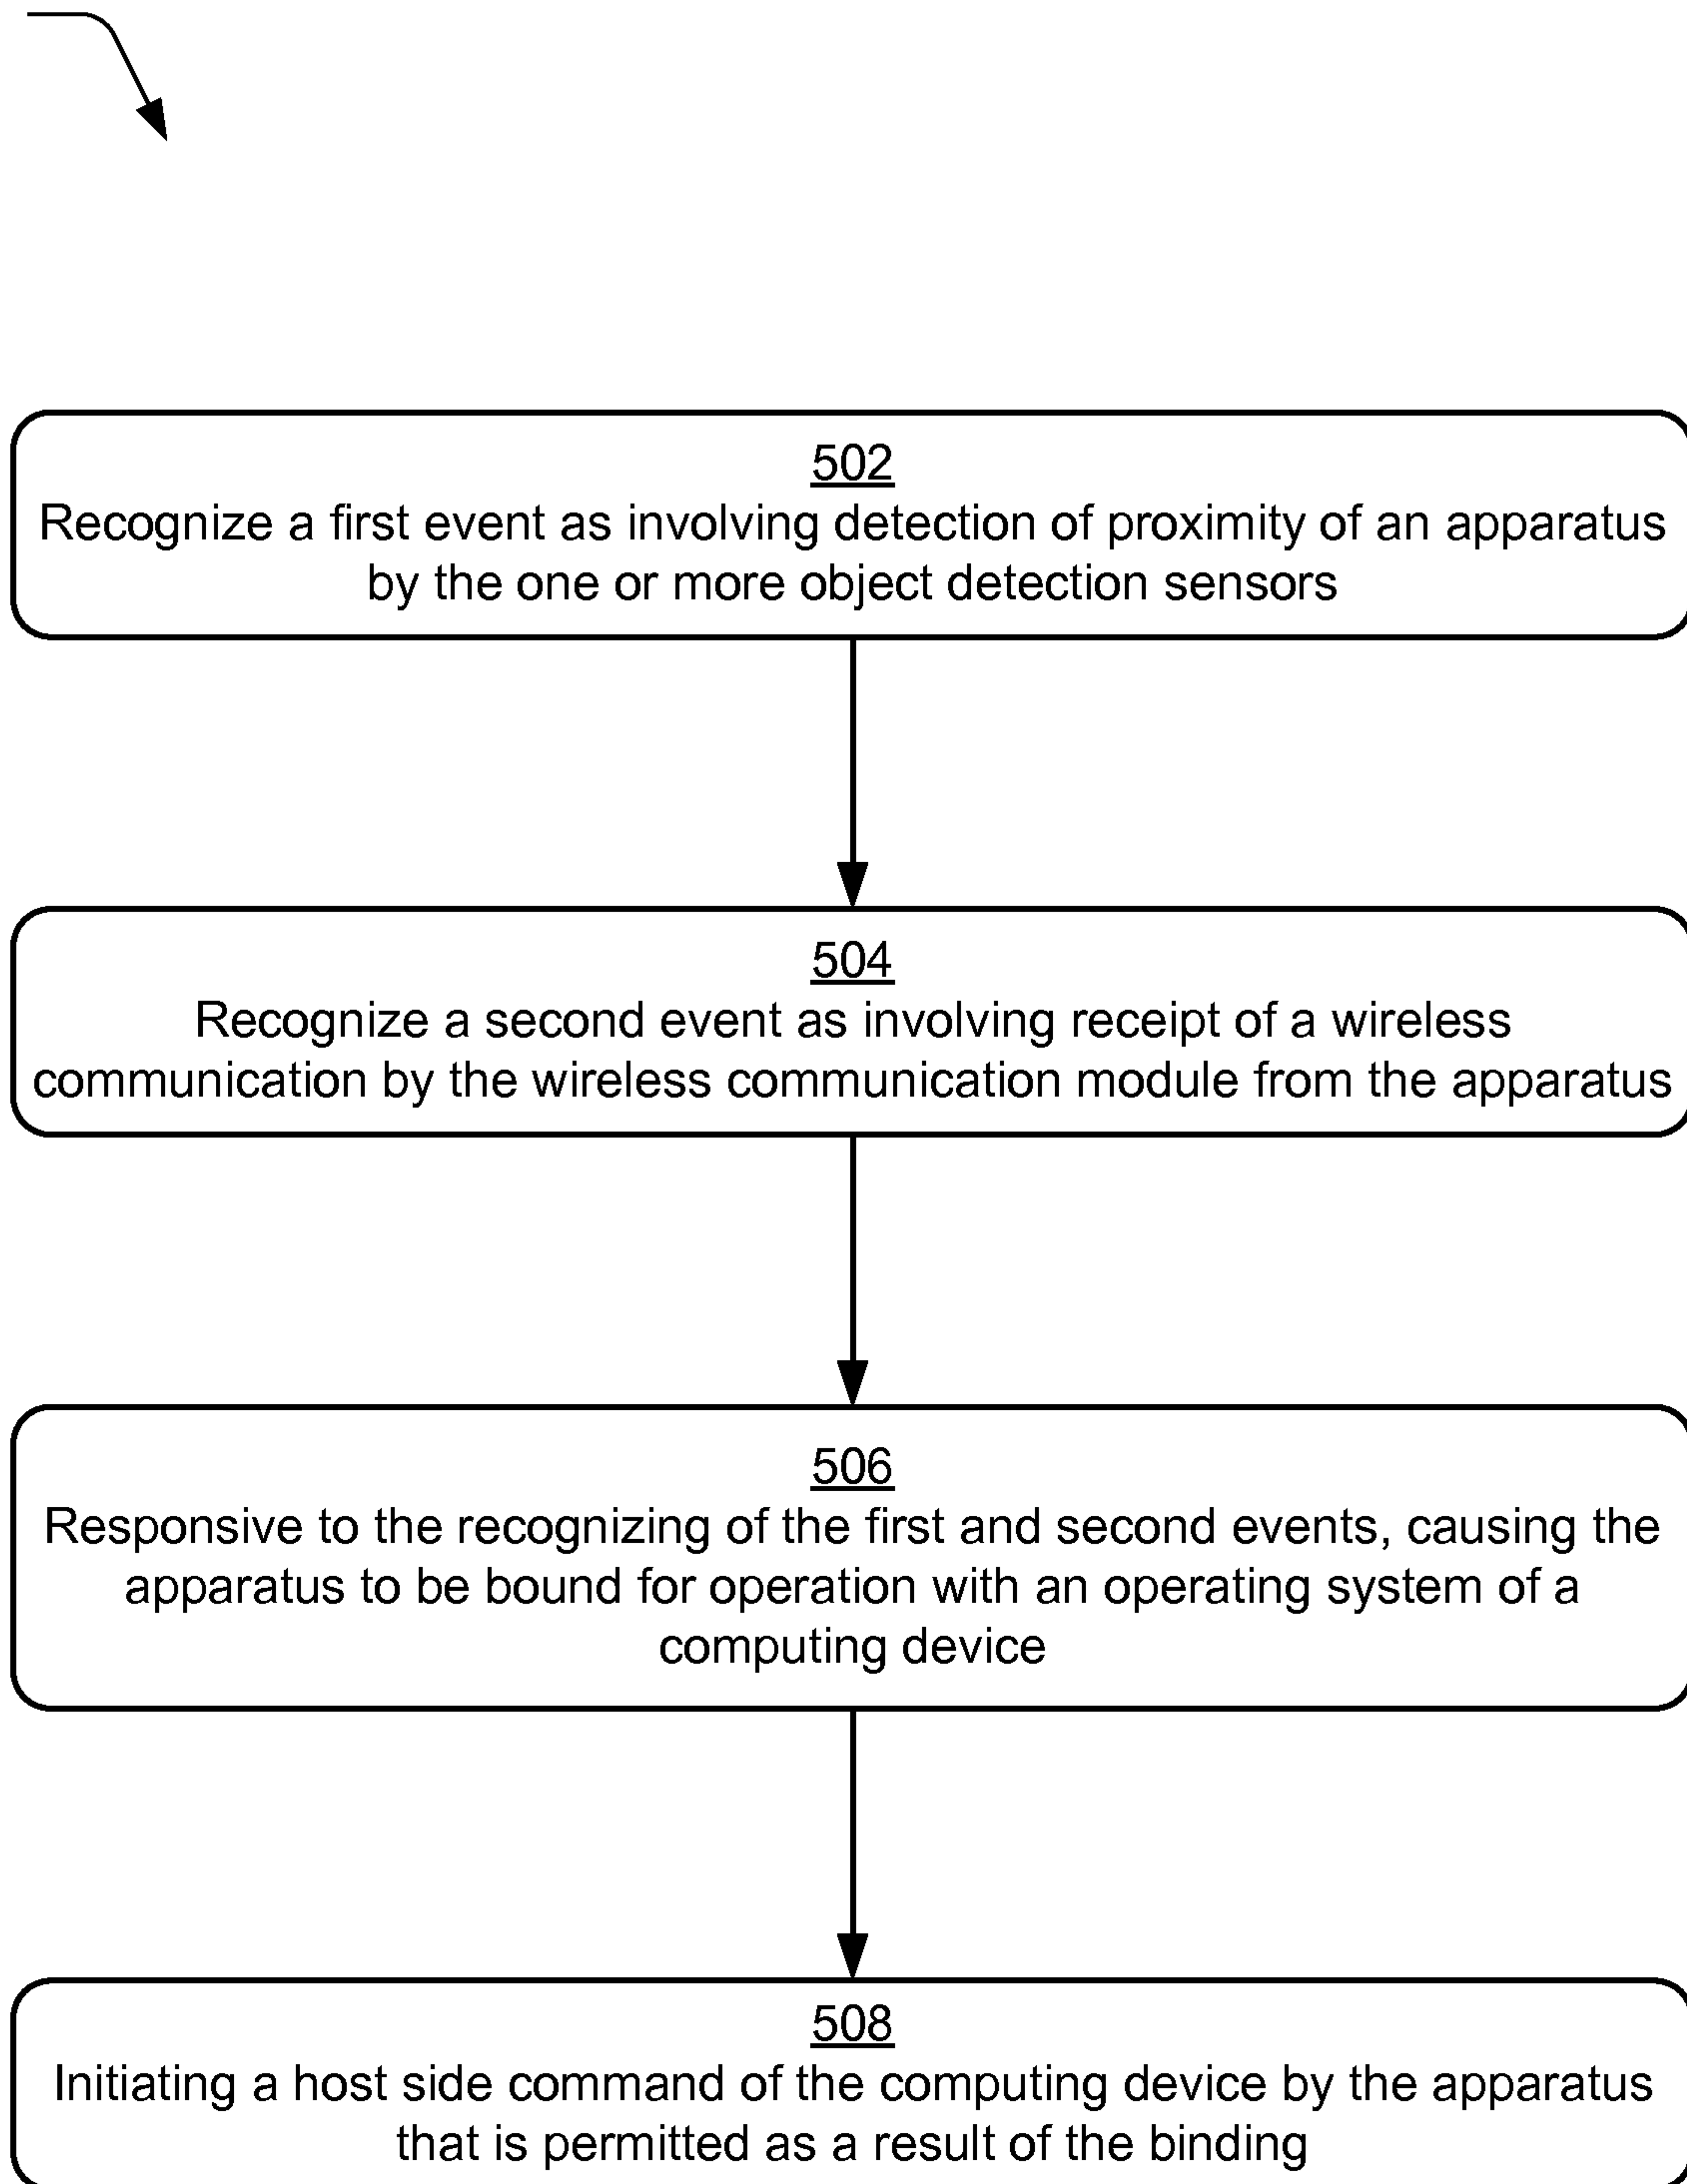 502
Recognize a first event as involving detection of proximity of an apparatus
by the one or more object detection sensors
504
Recognize a second event as involving receipt of a wireless
communication by the wireless communication module from the apparatus
506
Responsive to the recognizing of the first and second events, causing the
apparatus to be bound for operation with an operating system of a
computing device
508
Initiating a host side command of the computing device by the apparatus
that is permitted as a result of the binding